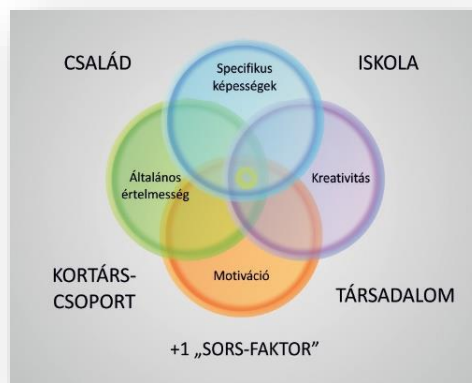 CSALÁD
ISKOLA
Specifikus
képességek
Általános
értelmesség
Kreativitás
Motiváció
KORTÁRS-
CSOPORT
TÁRSADALOM
+1 „SORS-FAKTOR”